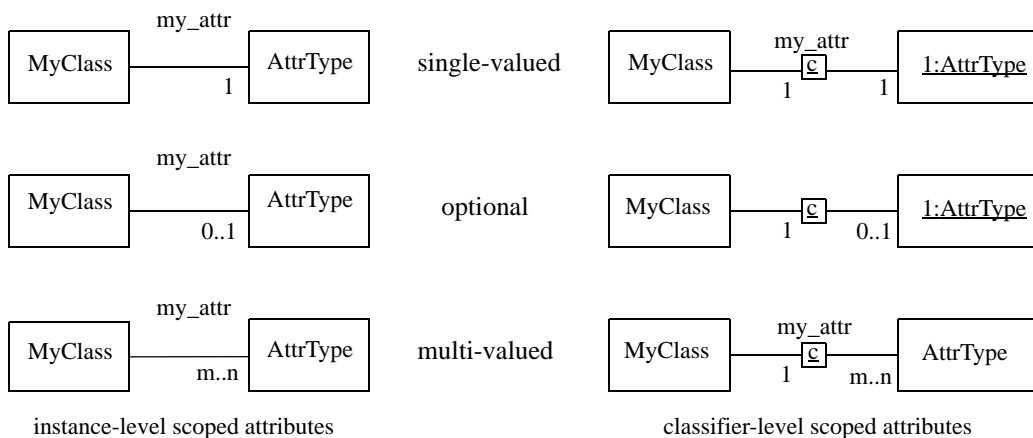 my_attr
MyClass AttrType single-valued
1
my_attr
MyClass c 1:AttrType
1 1
my_attr
MyClass AttrType optional
0..1
MyClass c 1:AttrType
1 0..1
my_attr
MyClass AttrType multi-valued
m..n
my_attr
MyClass c AttrType
1 m..n
instance-level scoped attributes
classifier-level scoped attributes